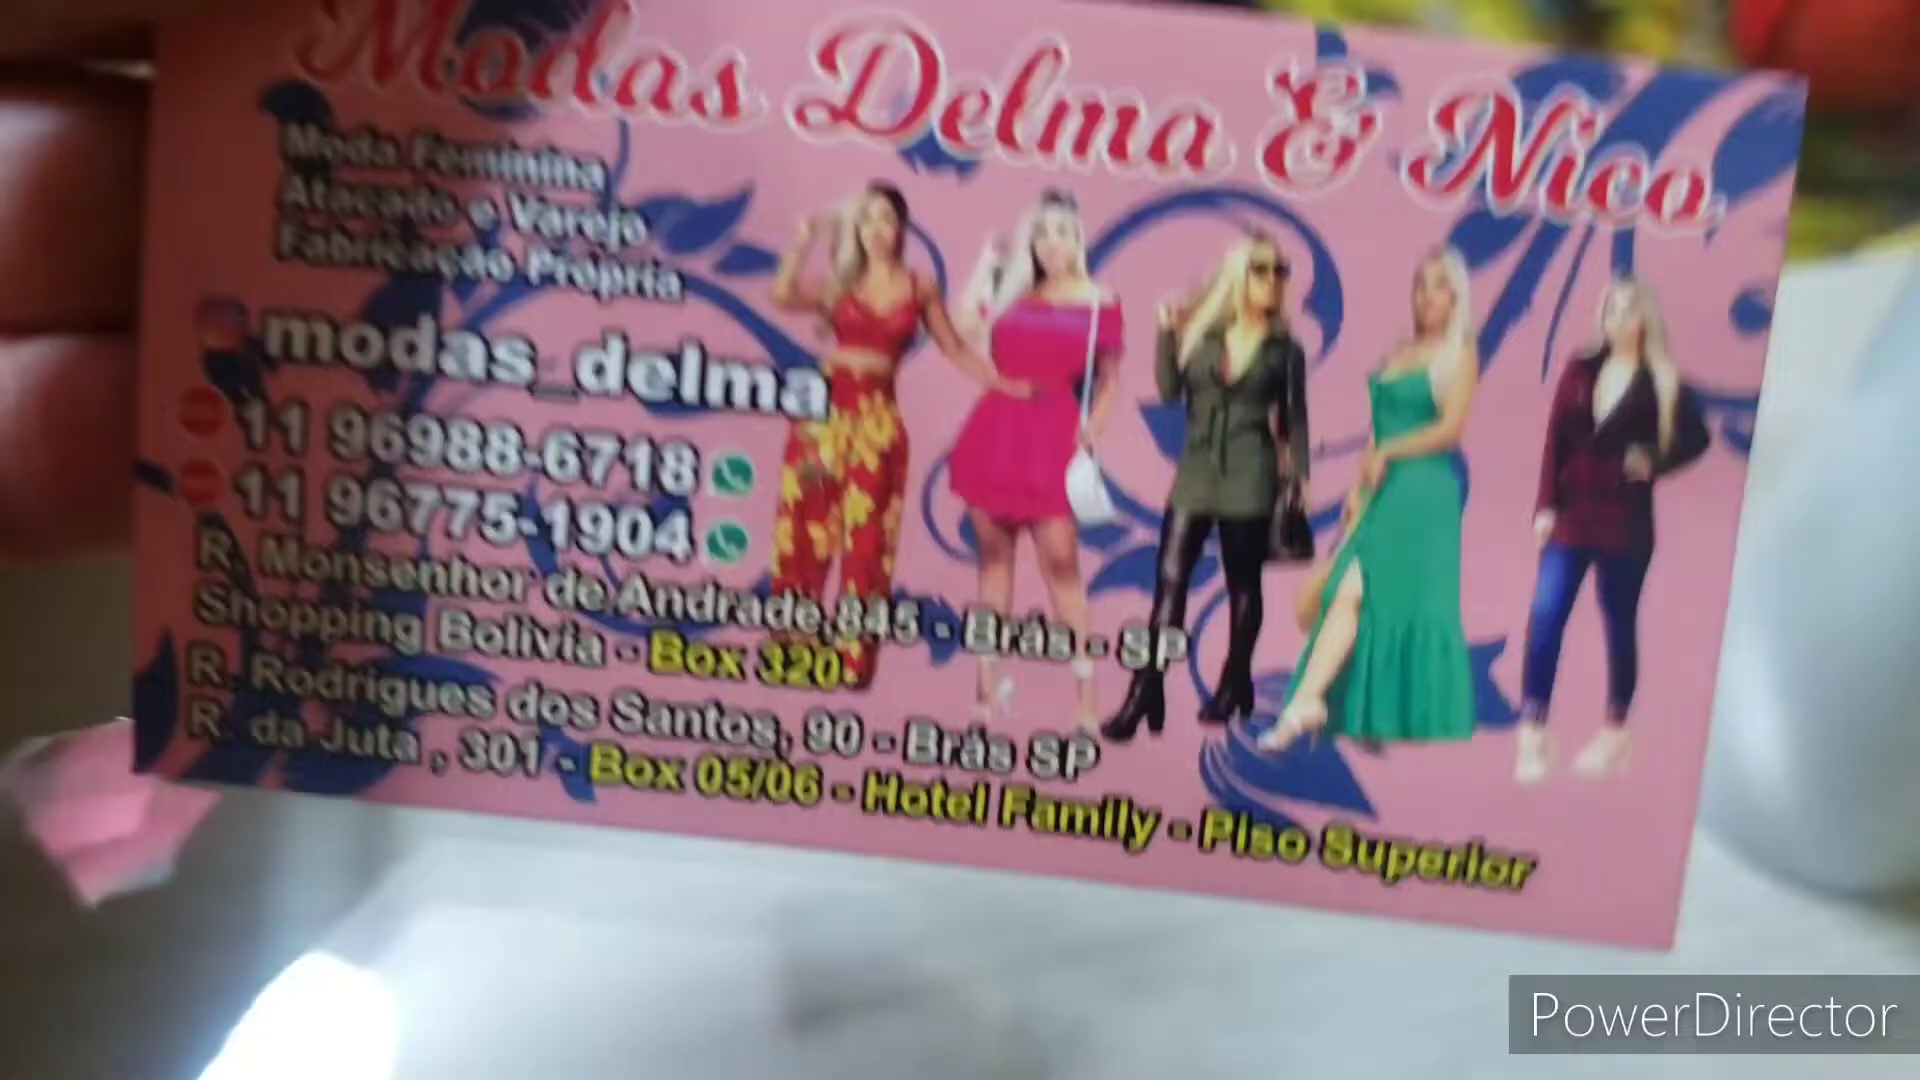 Modas Delma & Nico
Moda Feminina
Atacado e Varejo
Fabricação Própria
modas_delma
11 96988-6718
11 96775-1904
R. Monsenhor de Andrade,845 - Brás - SP
Shopping Bolivia - Box 320
R. Rodrigues dos Santos, 90 - Brás SP
R. da Juta , 301 - Box 05/06 - Hotel Family - Piso Superior
PowerDirector